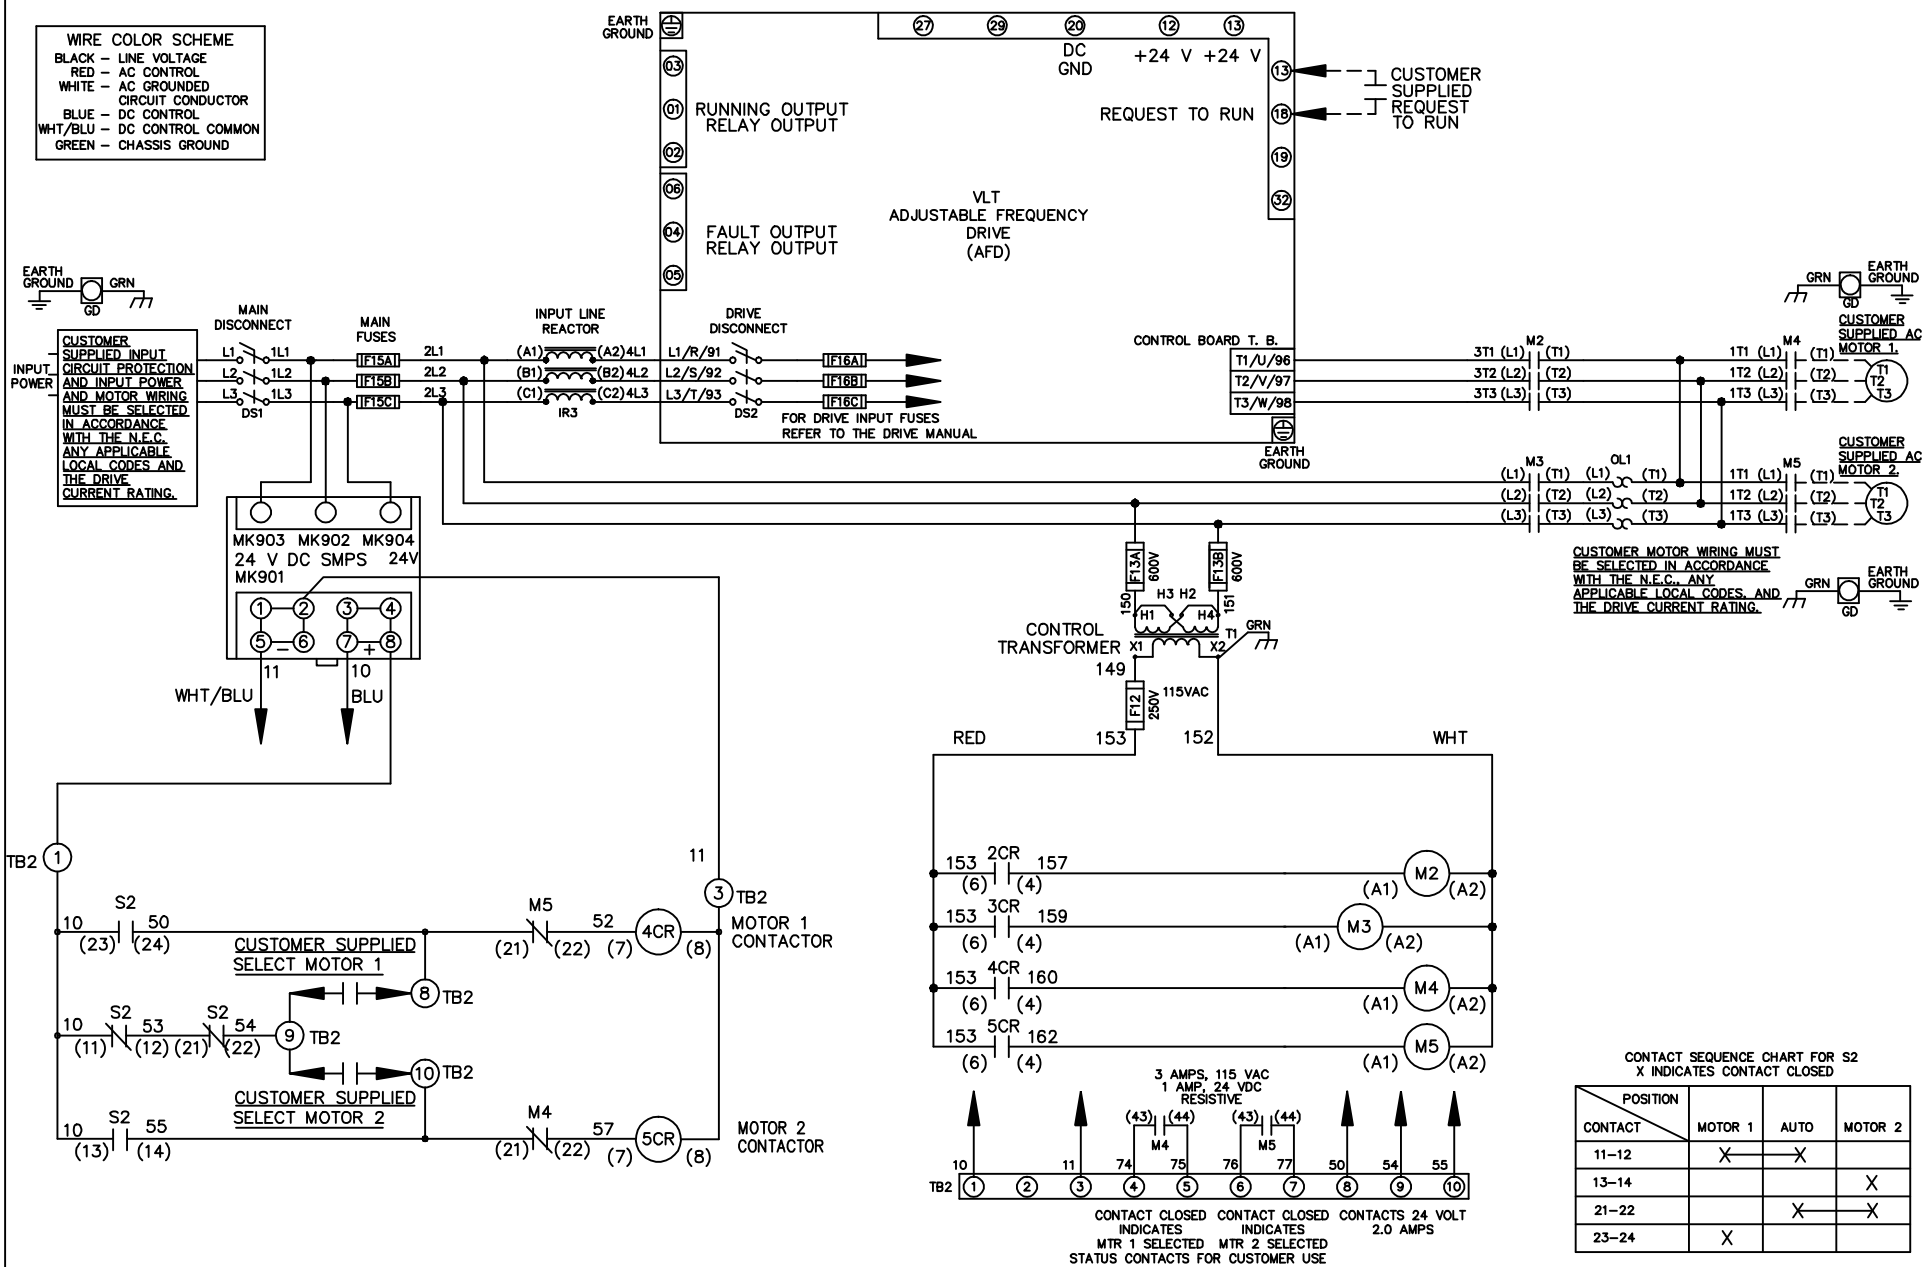 WIRE COLOR SCHEME
BLACK – LINE VOLTAGE
RED – AC CONTROL
WHITE – AC GROUNDED
CIRCUIT CONDUCTOR
BLUE – DC CONTROL
WHT/BLU – DC CONTROL COMMON
GREEN – CHASSIS GROUND
EARTH
GROUND
27 29 20 12 13
DC
GND
+24 V +24 V
03
01
02
RUNNING OUTPUT
RELAY OUTPUT
06
04
05
FAULT OUTPUT
RELAY OUTPUT
VLT
ADJUSTABLE FREQUENCY
DRIVE
(AFD)
REQUEST TO RUN
13
18
19
32
CUSTOMER
SUPPLIED
REQUEST
TO RUN
EARTH
GROUND
GRN
GD
INPUT
POWER
CUSTOMER
SUPPLIED INPUT
CIRCUIT PROTECTION
AND INPUT POWER
AND MOTOR WIRING
MUST BE SELECTED
IN ACCORDANCE
WITH THE N.E.C.
ANY APPLICABLE
LOCAL CODES AND
THE DRIVE
CURRENT RATING.
MAIN
DISCONNECT
L1 1L1
L2 1L2
L3 1L3
DS1
MAIN
FUSES
F15A
F15B
F15C
2L1
2L2
2L3
INPUT LINE
REACTOR
(A1) (A2) 4L1
(B1) (B2) 4L2
(C1) (C2) 4L3
IR3
L1/R/91
L2/S/92
L3/T/93
DRIVE
DISCONNECT
DS2
F16A
F16B
F16C
FOR DRIVE INPUT FUSES
REFER TO THE DRIVE MANUAL
CONTROL BOARD T. B.
T1/U/96
T2/V/97
T3/W/98
EARTH
GROUND
M2
3T1 (L1) (T1)
3T2 (L2) (T2)
3T3 (L3) (T3)
M4
1T1 (L1) (T1)
1T2 (L2) (T2)
1T3 (L3) (T3)
GRN
GD
EARTH
GROUND
CUSTOMER
SUPPLIED AC
MOTOR 1.
T1
T2
T3
M3
(L1) (T1)
(L2) (T2)
(L3) (T3)
OL1
(L1) (T1)
(L2) (T2)
(L3) (T3)
M5
1T1 (L1) (T1)
1T2 (L2) (T2)
1T3 (L3) (T3)
CUSTOMER
SUPPLIED AC
MOTOR 2.
T1
T2
T3
CUSTOMER MOTOR WIRING MUST
BE SELECTED IN ACCORDANCE
WITH THE N.E.C., ANY
APPLICABLE LOCAL CODES, AND
THE DRIVE CURRENT RATING.
GRN
GD
EARTH
GROUND
MK903 MK902 MK904
24 V DC SMPS 24V
MK901
1 2 3 4
5 – 6 7 + 8
11
10
WHT/BLU
BLU
F13A
600V
F13B
600V
150
151
H3 H2
H1 H4
CONTROL
TRANSFORMER
X1 X2
T1
GRN
149
F12
250V
115VAC
153
152
RED
WHT
TB2 1
11
3 TB2
S2
10 50
(23) (24)
CUSTOMER SUPPLIED
SELECT MOTOR 1
M5
(21) (22)
52
(7) 4CR (8)
MOTOR 1
CONTACTOR
8 TB2
S2 S2
10 53 54
(11) (12) (21) (22)
9 TB2
10 TB2
CUSTOMER SUPPLIED
SELECT MOTOR 2
S2
10 55
(13) (14)
M4
(21) (22)
57
(7) 5CR (8)
MOTOR 2
CONTACTOR
153 2CR 157
(6) (4)
(A1) M2 (A2)
153 3CR 159
(6) (4)
(A1) M3 (A2)
153 4CR 160
(6) (4)
(A1) M4 (A2)
153 5CR 162
(6) (4)
(A1) M5 (A2)
3 AMPS, 115 VAC
1 AMP, 24 VDC
RESISTIVE
(43) (44) (43) (44)
M4 M5
10 11 74 75 76 77 50 54 55
TB2 1 2 3 4 5 6 7 8 9 10
CONTACT CLOSED
INDICATES
MTR 1 SELECTED
CONTACT CLOSED
INDICATES
MTR 2 SELECTED
CONTACTS 24 VOLT
2.0 AMPS
STATUS CONTACTS FOR CUSTOMER USE
CONTACT SEQUENCE CHART FOR S2
X INDICATES CONTACT CLOSED
POSITION
CONTACT MOTOR 1 AUTO MOTOR 2
11–12 X X
13–14 X
21–22 X X
23–24 X